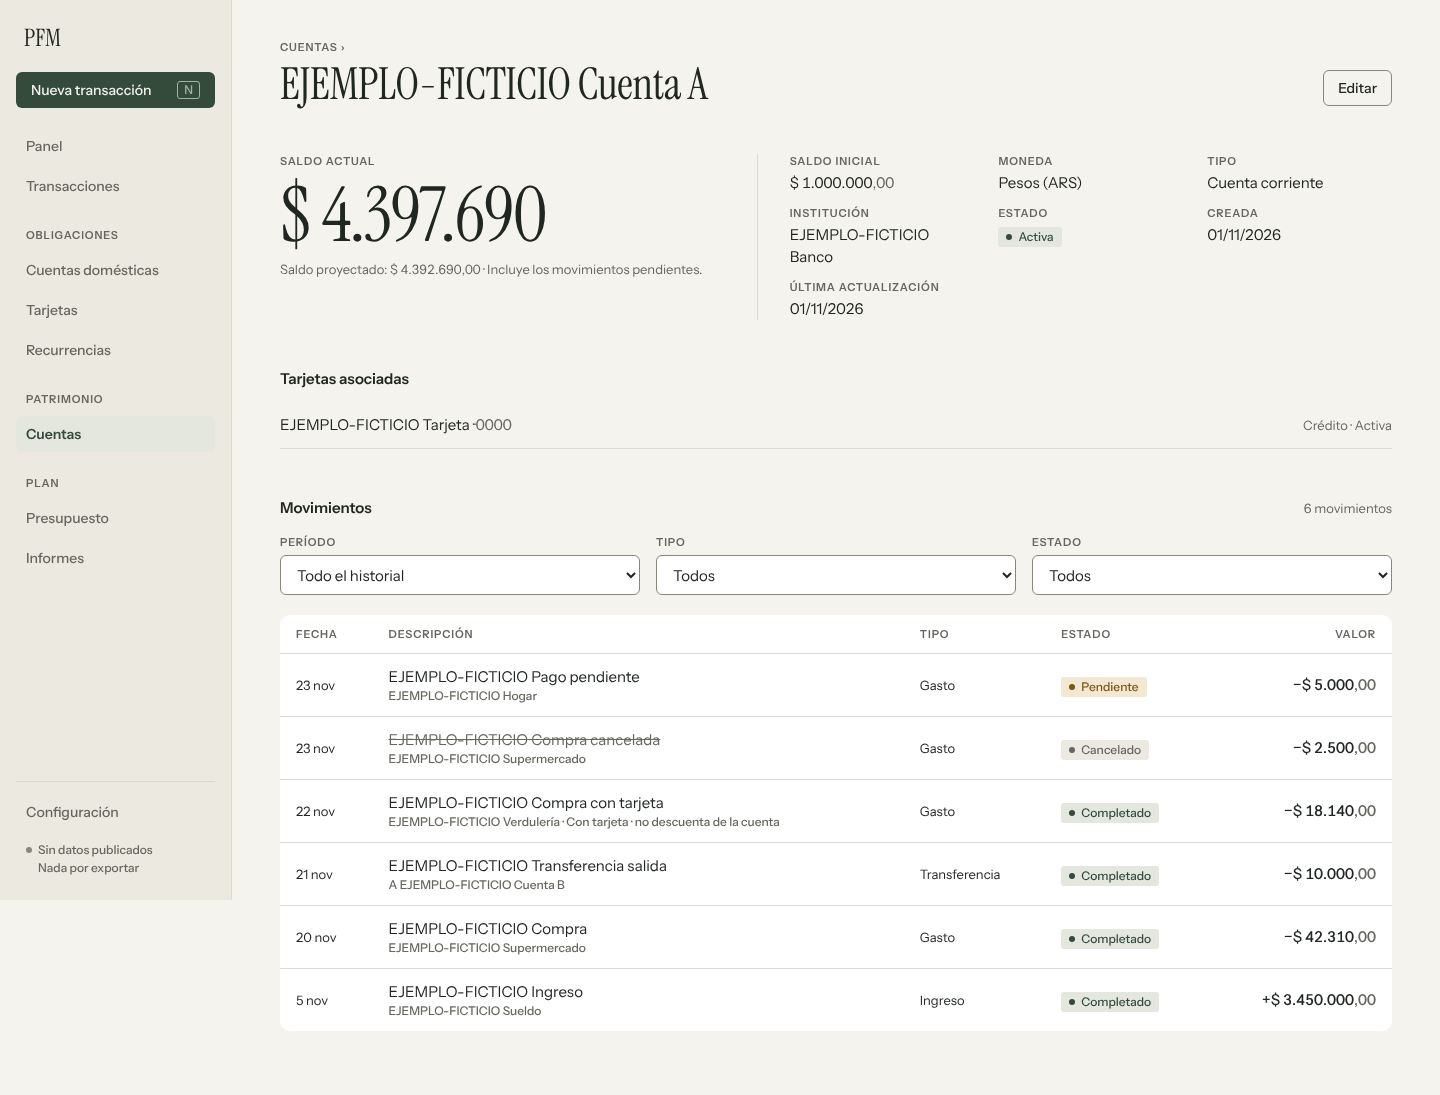 PFM
Nueva transacción N
Panel
Transacciones
OBLIGACIONES
Cuentas domésticas
Tarjetas
Recurrencias
PATRIMONIO
Cuentas
PLAN
Presupuesto
Informes
Configuración
Sin datos publicados
Nada por exportar
CUENTAS ›
EJEMPLO-FICTICIO Cuenta A
Editar
SALDO ACTUAL
$ 4.397.690
Saldo proyectado: $ 4.392.690,00 · Incluye los movimientos pendientes.
SALDO INICIAL
$ 1.000.000,00
MONEDA
Pesos (ARS)
TIPO
Cuenta corriente
INSTITUCIÓN
EJEMPLO-FICTICIO
Banco
ESTADO
Activa
CREADA
01/11/2026
ÚLTIMA ACTUALIZACIÓN
01/11/2026
Tarjetas asociadas
EJEMPLO-FICTICIO Tarjeta ··0000
Crédito · Activa
Movimientos
6 movimientos
PERÍODO
Todo el historial
TIPO
Todos
ESTADO
Todos
FECHA DESCRIPCIÓN TIPO ESTADO VALOR
23 nov EJEMPLO-FICTICIO Pago pendiente Gasto Pendiente −$ 5.000,00
EJEMPLO-FICTICIO Hogar
23 nov EJEMPLO-FICTICIO Compra cancelada Gasto Cancelado −$ 2.500,00
EJEMPLO-FICTICIO Supermercado
22 nov EJEMPLO-FICTICIO Compra con tarjeta Gasto Completado −$ 18.140,00
EJEMPLO-FICTICIO Verdulería · Con tarjeta · no descuenta de la cuenta
21 nov EJEMPLO-FICTICIO Transferencia salida Transferencia Completado −$ 10.000,00
A EJEMPLO-FICTICIO Cuenta B
20 nov EJEMPLO-FICTICIO Compra Gasto Completado −$ 42.310,00
EJEMPLO-FICTICIO Supermercado
5 nov EJEMPLO-FICTICIO Ingreso Ingreso Completado +$ 3.450.000,00
EJEMPLO-FICTICIO Sueldo